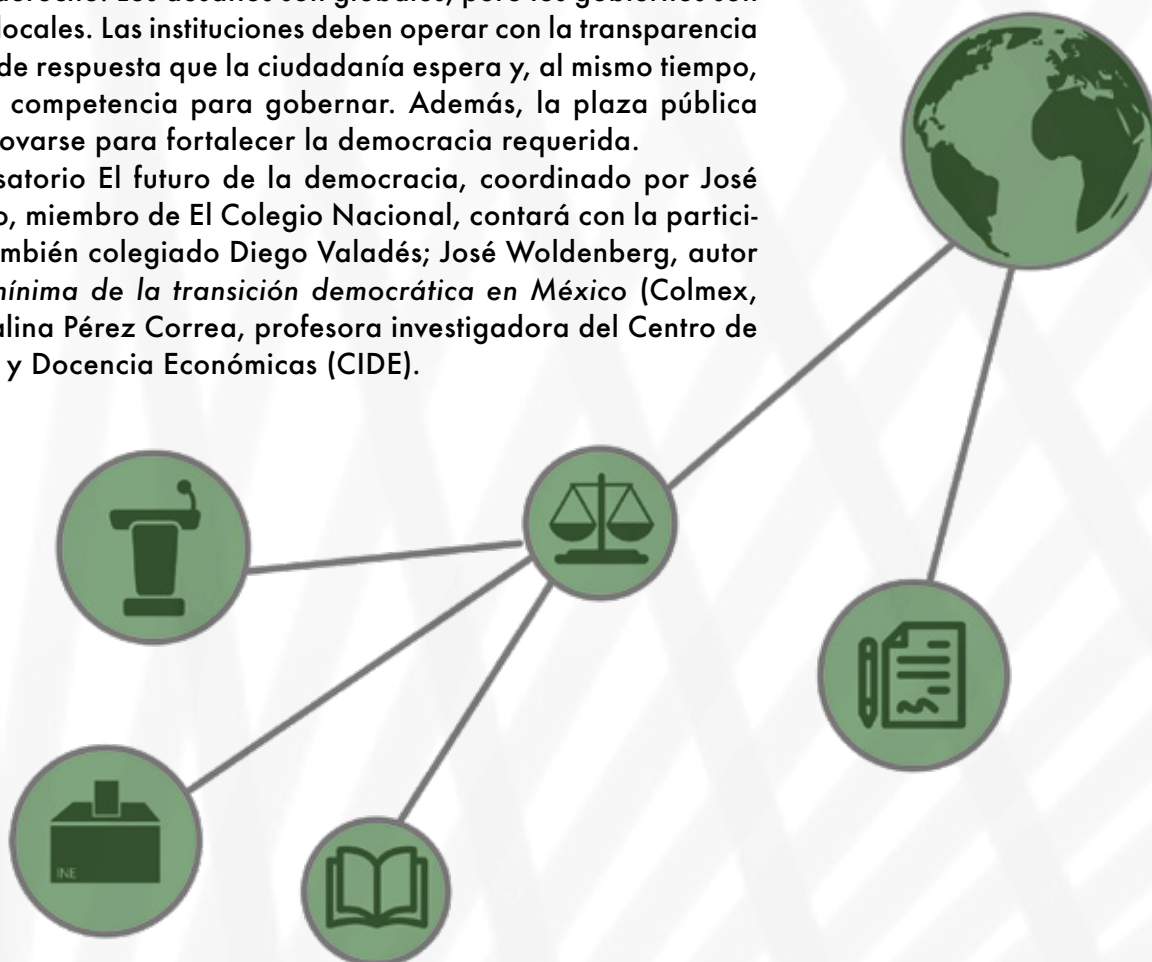 locales. Las instituciones deben operar con la transparencia
de respuesta que la ciudadanía espera y, al mismo tiempo,
competencia para gobernar. Además, la plaza pública
ovarse para fortalecer la democracia requerida.
satorio El futuro de la democracia, coordinado por José
o, miembro de El Colegio Nacional, contará con la partici-
mbién colegiado Diego Valadés; José Woldenberg, autor
mínima de la transición democrática en México (Colmex,
alina Pérez Correa, profesora investigadora del Centro de
y Docencia Económicas (CIDE).
INE